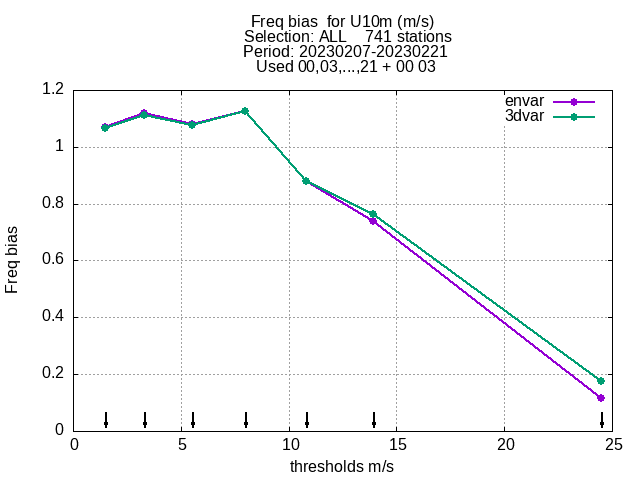 Freq bias  for U10m (m/s)
Selection: ALL    741 stations
Period: 20230207-20230221
Used 00,03,...,21 + 00 03
envar
3dvar
1.2
1
0.8
0.6
0.4
0.2
0
Freq bias
0 5 10 15 20 25
thresholds m/s